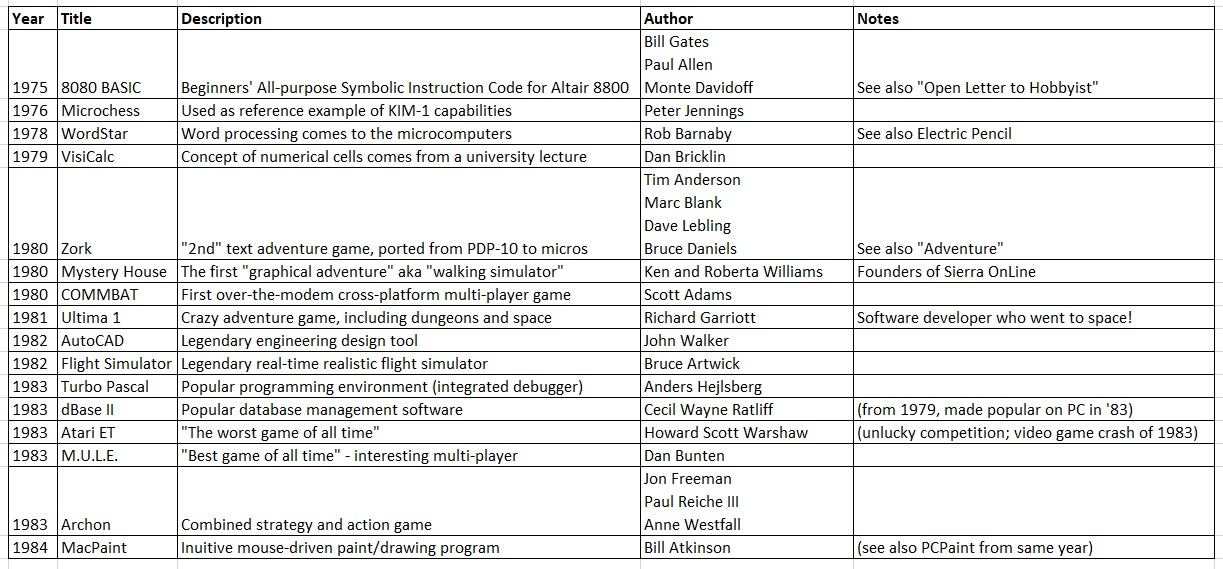 Year Title Description Author Notes
Bill Gates
Paul Allen
1975 8080 BASIC Beginners' All-purpose Symbolic Instruction Code for Altair 8800 Monte Davidoff See also "Open Letter to Hobbyist"
1976 Microchess Used as reference example of KIM-1 capabilities Peter Jennings
1978 WordStar Word processing comes to the microcomputers Rob Barnaby See also Electric Pencil
1979 VisiCalc Concept of numerical cells comes from a university lecture Dan Bricklin
Tim Anderson
Marc Blank
Dave Lebling
1980 Zork "2nd" text adventure game, ported from PDP-10 to micros Bruce Daniels See also "Adventure"
1980 Mystery House The first "graphical adventure" aka "walking simulator" Ken and Roberta Williams Founders of Sierra OnLine
1980 COMMBAT First over-the-modem cross-platform multi-player game Scott Adams
1981 Ultima 1 Crazy adventure game, including dungeons and space Richard Garriott Software developer who went to space!
1982 AutoCAD Legendary engineering design tool John Walker
1982 Flight Simulator Legendary real-time realistic flight simulator Bruce Artwick
1983 Turbo Pascal Popular programming environment (integrated debugger) Anders Hejlsberg
1983 dBase II Popular database management software Cecil Wayne Ratliff (from 1979, made popular on PC in '83)
1983 Atari ET "The worst game of all time" Howard Scott Warshaw (unlucky competition; video game crash of 1983)
1983 M.U.L.E. "Best game of all time" - interesting multi-player Dan Bunten
Jon Freeman
Paul Reiche III
1983 Archon Combined strategy and action game Anne Westfall
1984 MacPaint Inuitive mouse-driven paint/drawing program Bill Atkinson (see also PCPaint from same year)